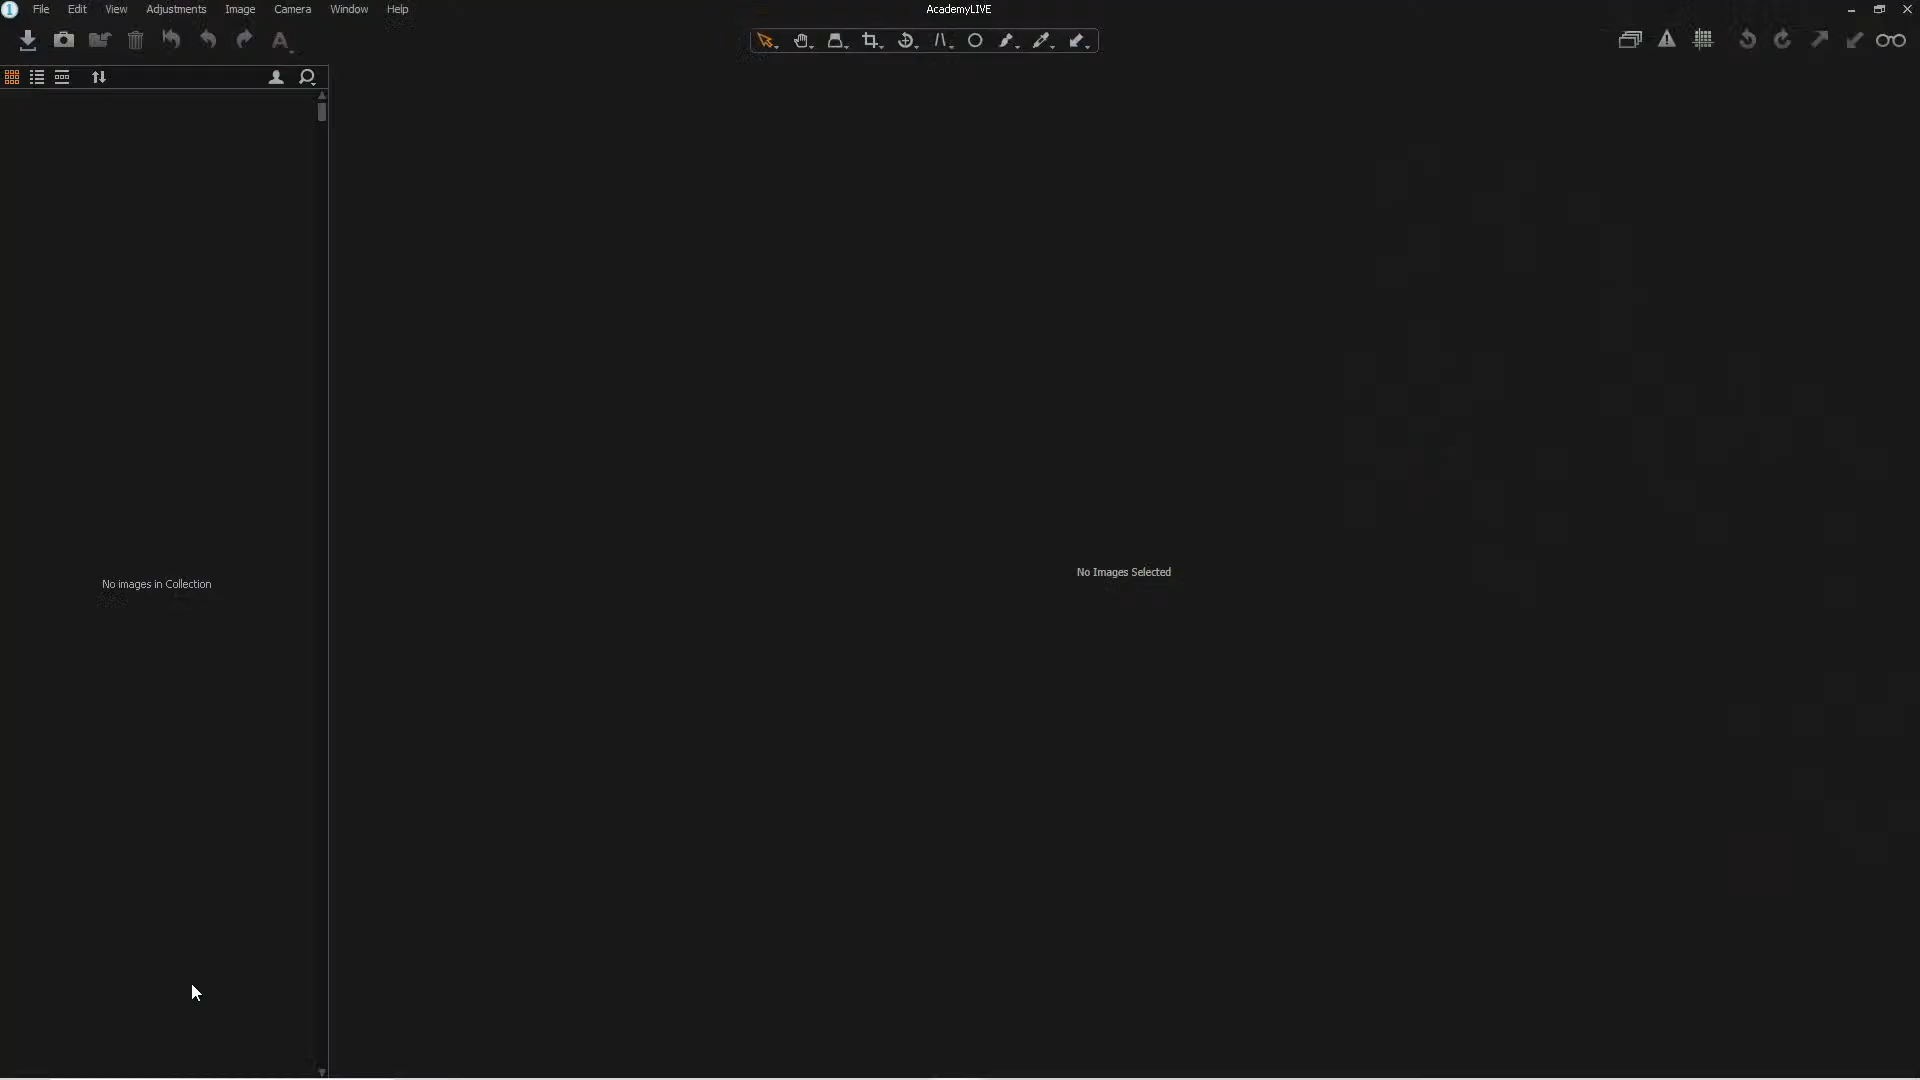 File Edit View Adjustments Image Camera Window Help
AcademyLIVE
No images in Collection
No Images Selected